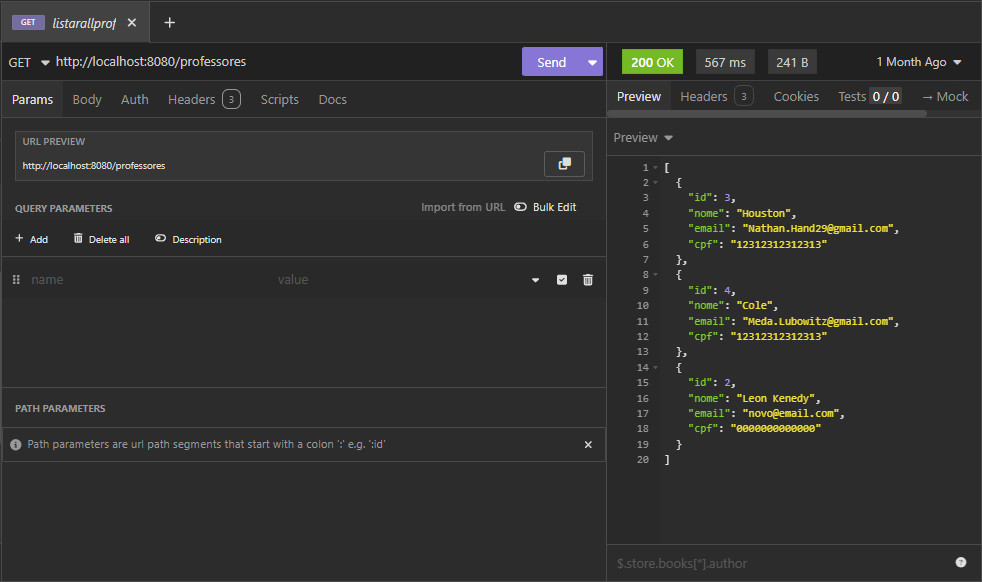 GET listarallprof
GET http://localhost:8080/professores Send
Params Body Auth Headers 3 Scripts Docs
URL PREVIEW
http://localhost:8080/professores
QUERY PARAMETERS Import from URL Bulk Edit
Add Delete all Description
name value
PATH PARAMETERS
Path parameters are url path segments that start with a colon ':' e.g. ':id'
200 OK 567 ms 241 B 1 Month Ago
Preview Headers 3 Cookies Tests 0 / 0 → Mock
Preview
1 [
2 {
3 "id": 3,
4 "nome": "Houston",
5 "email": "Nathan.Hand29@gmail.com",
6 "cpf": "12312312312313"
7 },
8 {
9 "id": 4,
10 "nome": "Cole",
11 "email": "Meda.Lubowitz@gmail.com",
12 "cpf": "12312312312313"
13 },
14 {
15 "id": 2,
16 "nome": "Leon Kenedy",
17 "email": "novo@email.com",
18 "cpf": "0000000000000"
19 }
20 ]
$.store.books[*].author